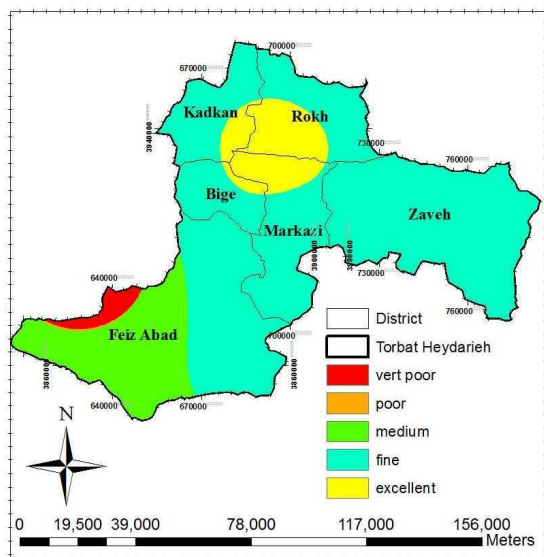 700000
670000
Kadkan
Rokh
3940000
730000
760000
Bige
Zaveh
Markazi
3900000
730000
640000
760000
Feiz Abad
700000
3860000
3860000
640000
670000
District
Torbat Heydarieh
vert poor
poor
medium
fine
excellent
N
0 19,500 39,000 78,000 117,000 156,000
Meters